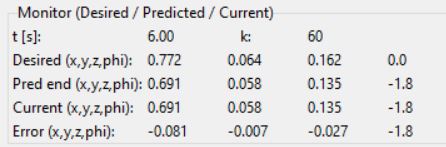 Monitor (Desired / Predicted / Current)
t [s]: 6.00 k: 60
Desired (x,y,z,phi): 0.772 0.064 0.162 0.0
Pred end (x,y,z,phi): 0.691 0.058 0.135 -1.8
Current (x,y,z,phi): 0.691 0.058 0.135 -1.8
Error (x,y,z,phi): -0.081 -0.007 -0.027 -1.8